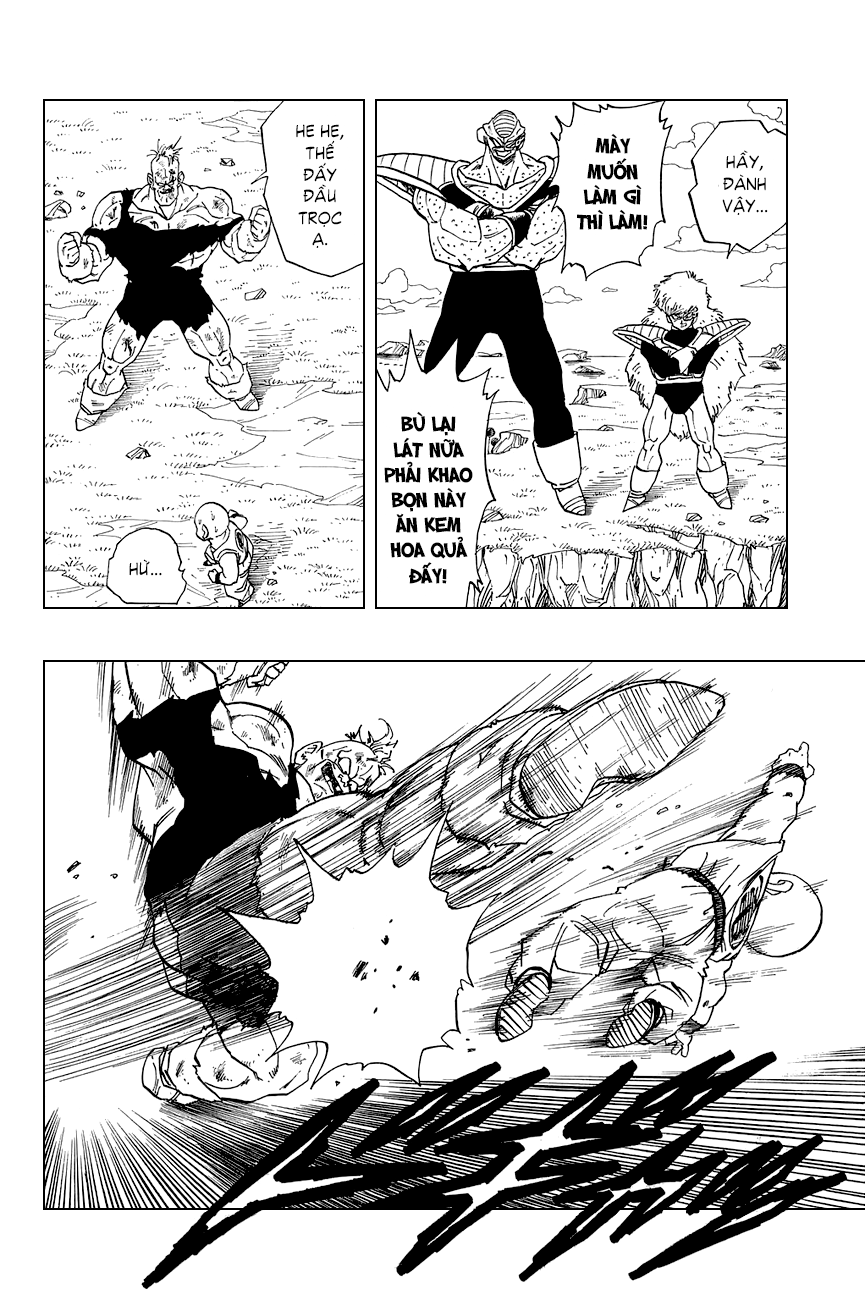 HẦY,
ĐÀNH
VẬY...
MÀY
MUỐN
LÀM GÌ
THÌ LÀM!
BÙ LẠI
LÁT NỮA
PHẢI KHAO
BỌN NÀY
ĂN KEM
HOA QUẢ
ĐẤY!
HE HE,
THẾ
ĐẤY
ĐẦU
TRỌC
Ạ.
HỪ...